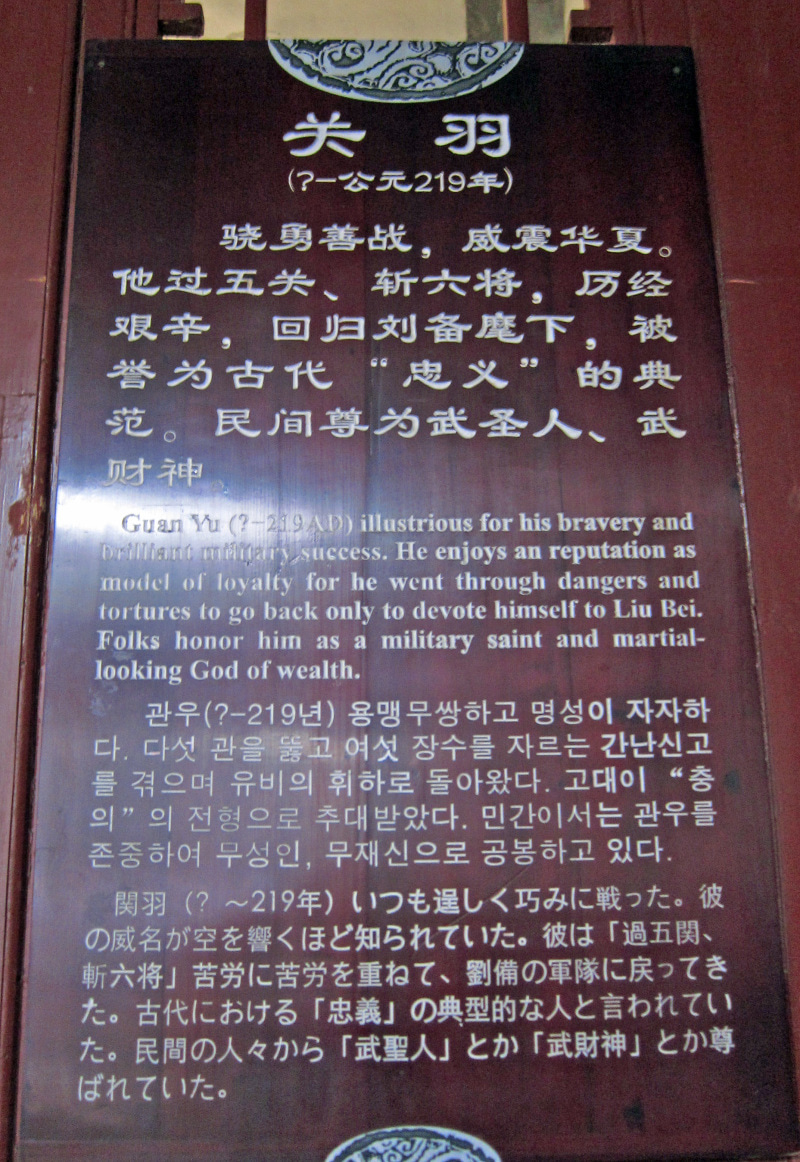 关 羽
(?-公元219年)
骁勇善战，威震华夏。
他过五关、斩六将，历经
艰辛，回归刘备麾下，被
誉为古代“忠义”的典
范。民间尊为武圣人、武
财神。
Guan Yu (?-219AD) illustrious for his bravery and
brilliant military success. He enjoys an reputation as
model of loyalty for he went through dangers and
tortures to go back only to devote himself to Liu Bei.
Folks honor him as a military saint and martial-
looking God of wealth.
관우(?-219년) 용맹무쌍하고 명성이 자자하
다. 다섯 관을 뚫고 여섯 장수를 자르는 간난신고
를 겪으며 유비의 휘하로 돌아왔다. 고대이 “충
의”의 전형으로 추대받았다. 민간이서는 관우를
존중하여 무성인, 무재신으로 공봉하고 있다.
関羽（? ～219年）いつも逞しく巧みに戦った。彼
の威名が空を響くほど知られていた。彼は「過五関、
斬六将」苦労に苦労を重ねて、劉備の軍隊に戻ってき
た。古代における「忠義」の典型的な人と言われてい
た。民間の人々から「武聖人」とか「武財神」とか尊
ばれていた。